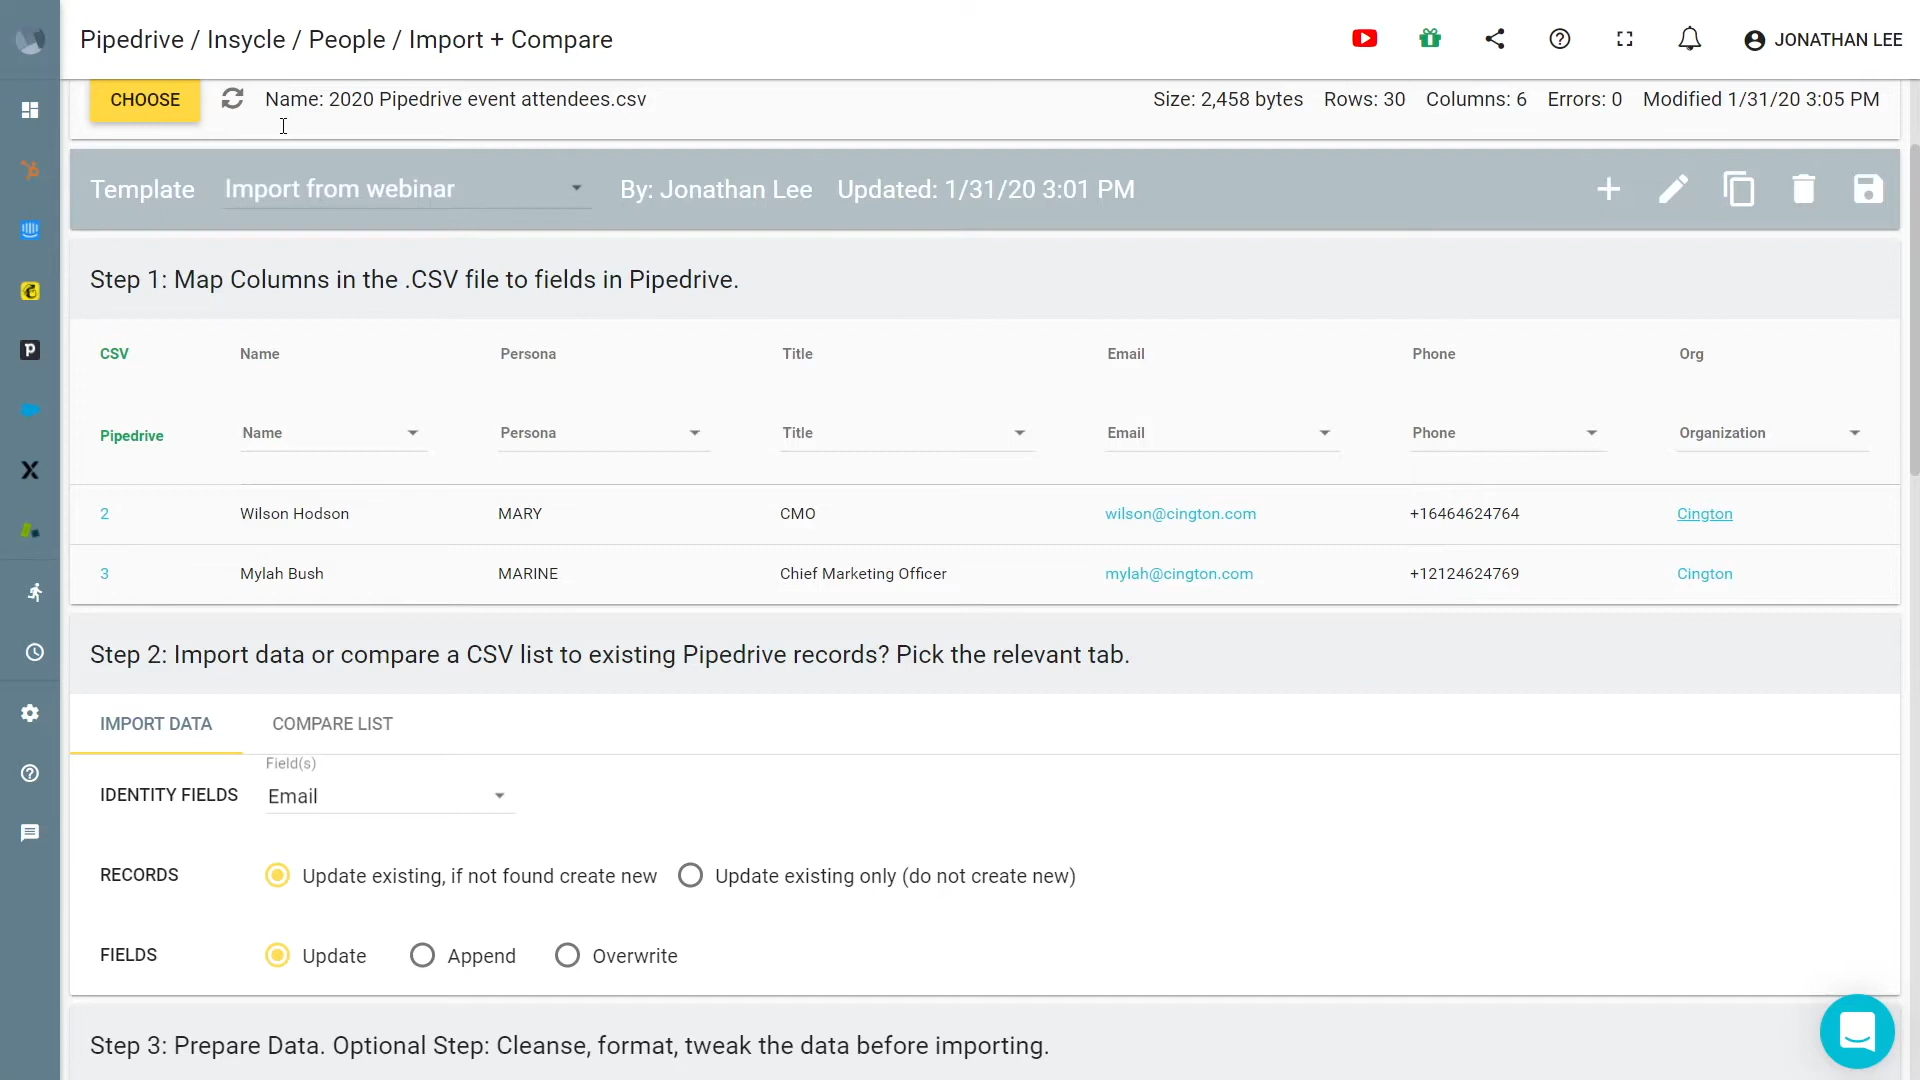 Pipedrive / Insycle / People / Import + Compare
JONATHAN LEE
CHOOSE
Name: 2020 Pipedrive event attendees.csv
Size: 2,458 bytes Rows: 30 Columns: 6 Errors: 0 Modified 1/31/20 3:05 PM
Template Import from webinar By: Jonathan Lee Updated: 1/31/20 3:01 PM
Step 1: Map Columns in the .CSV file to fields in Pipedrive.
CSV Name Persona Title Email Phone Org
Pipedrive Name Persona Title Email Phone Organization
2 Wilson Hodson MARY CMO wilson@cington.com +16464624764 Cington
3 Mylah Bush MARINE Chief Marketing Officer mylah@cington.com +12124624769 Cington
Step 2: Import data or compare a CSV list to existing Pipedrive records? Pick the relevant tab.
IMPORT DATA COMPARE LIST
Field(s)
IDENTITY FIELDS Email
RECORDS Update existing, if not found create new Update existing only (do not create new)
FIELDS Update Append Overwrite
Step 3: Prepare Data. Optional Step: Cleanse, format, tweak the data before importing.